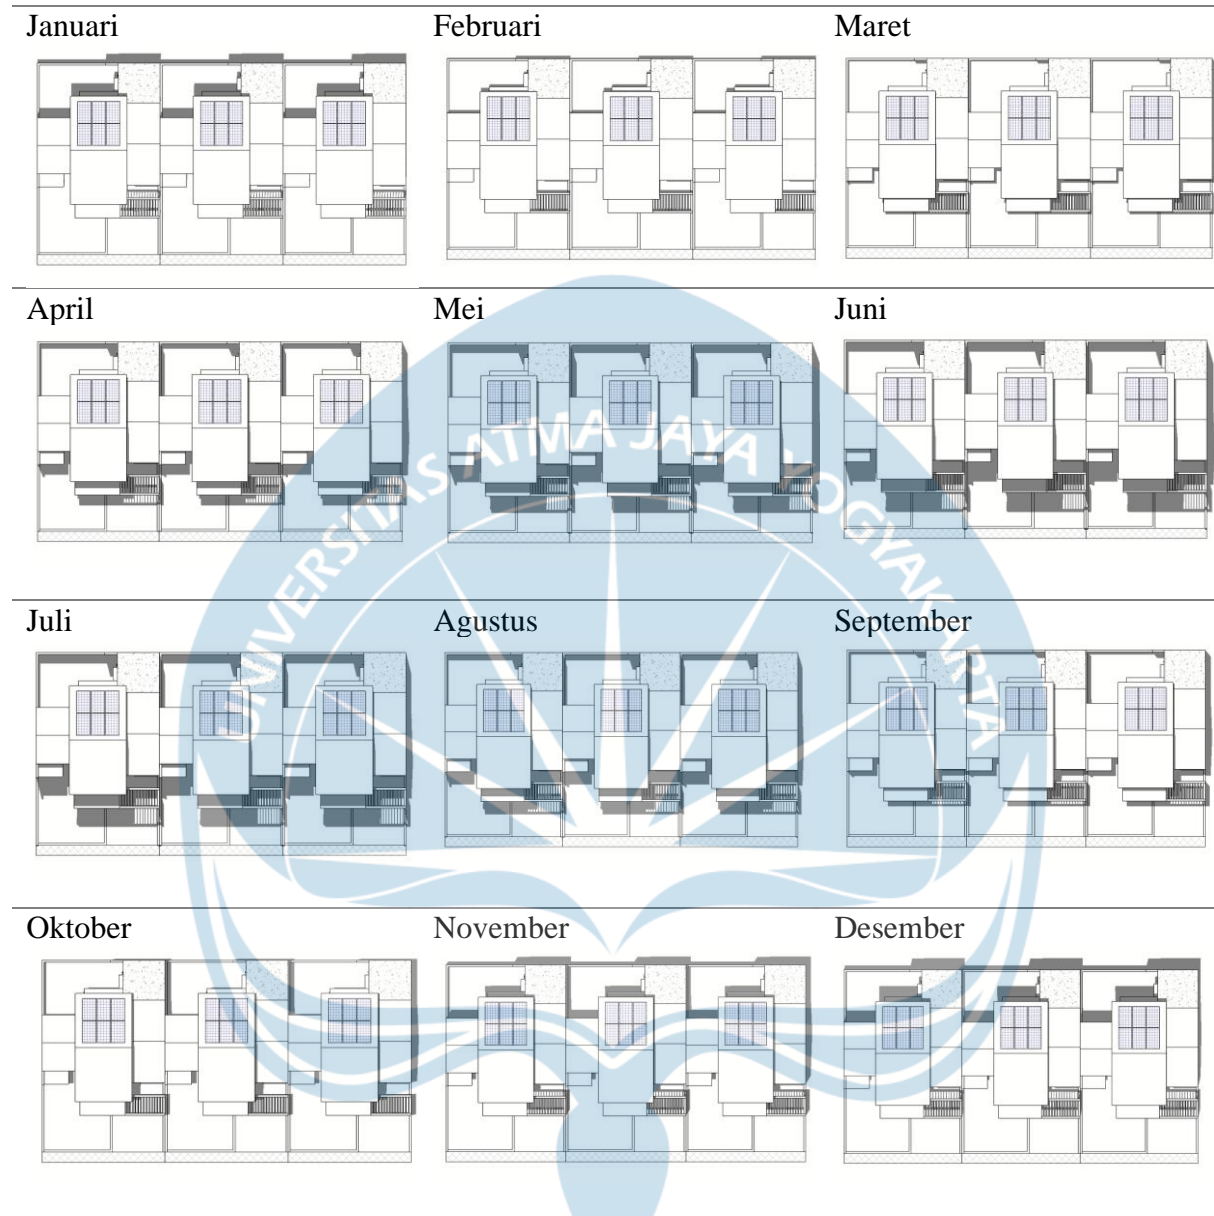 Januari
Februari
Maret
April
Mei
Juni
Juli
Agustus
September
Oktober
November
Desember
UNIVERSITAS ATMA JAYA YOGYAKARTA